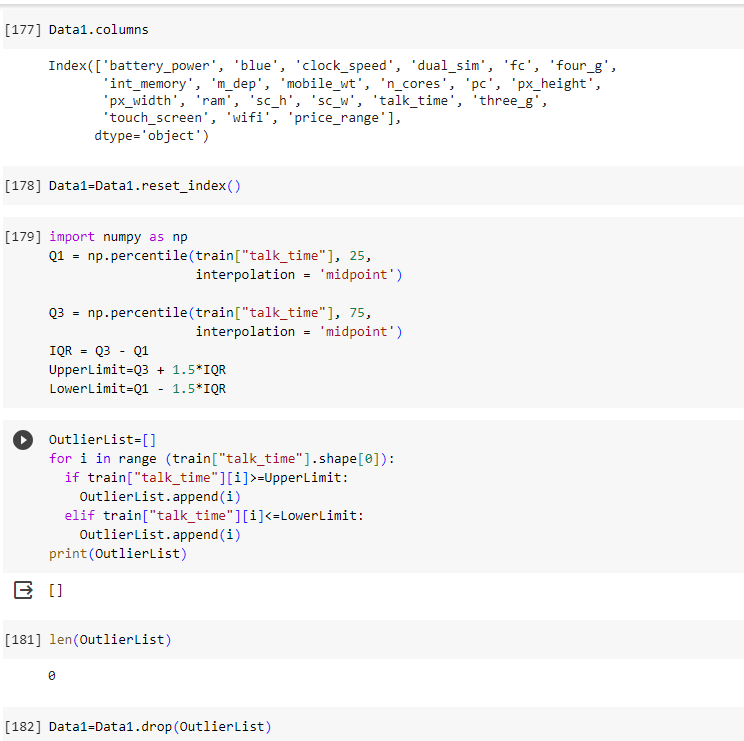 [177] Data1.columns
Index(['battery_power', 'blue', 'clock_speed', 'dual_sim', 'fc', 'four_g',
'int_memory', 'm_dep', 'mobile_wt', 'n_cores', 'pc', 'px_height',
'px_width', 'ram', 'sc_h', 'sc_w', 'talk_time', 'three_g',
'touch_screen', 'wifi', 'price_range'],
dtype='object')
[178] Data1=Data1.reset_index()
[179] import numpy as np
Q1 = np.percentile(train["talk_time"], 25,
interpolation = 'midpoint')
Q3 = np.percentile(train["talk_time"], 75,
interpolation = 'midpoint')
IQR = Q3 - Q1
UpperLimit=Q3 + 1.5*IQR
LowerLimit=Q1 - 1.5*IQR
OutlierList=[]
for i in range (train["talk_time"].shape[0]):
if train["talk_time"][i]>=UpperLimit:
OutlierList.append(i)
elif train["talk_time"][i]<=LowerLimit:
OutlierList.append(i)
print(OutlierList)
[]
[181] len(OutlierList)
0
[182] Data1=Data1.drop(OutlierList)